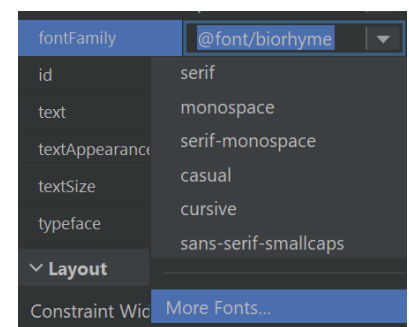 fontFamily @font/biorhyme
id serif
text monospace
textAppearance serif-monospace
textSize casual
typeface cursive
sans-serif-smallcaps
Layout
Constraint Wid More Fonts...